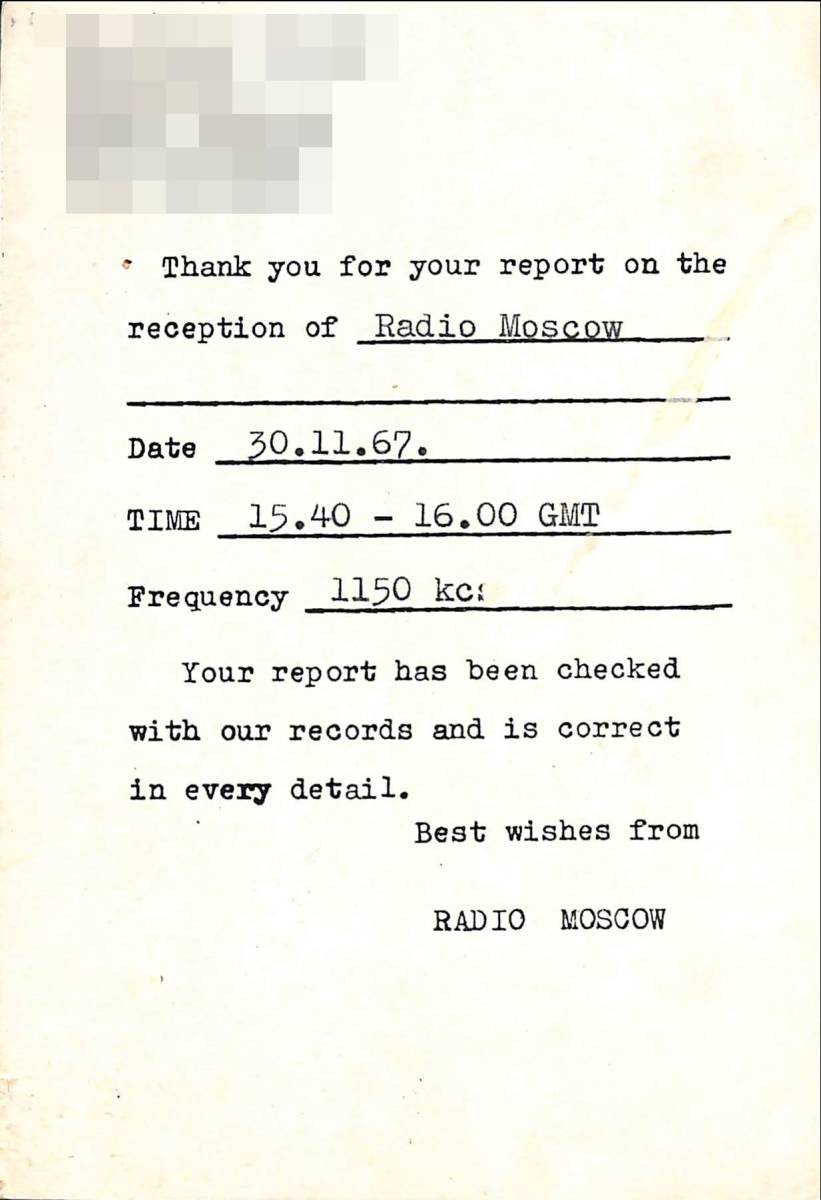 Thank you for your report on the
reception of Radio Moscow
Date 30.11.67.
TIME 15.40 - 16.00 GMT
Frequency 1150 kc:
Your report has been checked
with our records and is correct
in every detail.
Best wishes from
RADIO MOSCOW